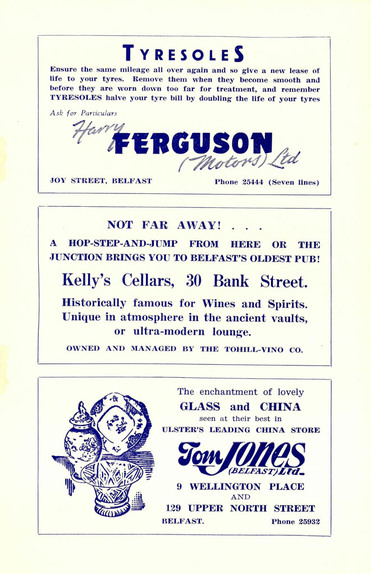 TYRESOLES
Ensure the same mileage all over again and so give a new lease of
life to your tyres. Remove them when they become smooth and
before they are worn down too far for treatment, and remember
TYRESOLES halve your tyre bill by doubling the life of your tyres
Ask for Particulars
Harry
FERGUSON
(Motors) Ltd
JOY STREET, BELFAST Phone 25444 (Seven lines)
NOT FAR AWAY! . . .
A HOP-STEP-AND-JUMP FROM HERE OR THE
JUNCTION BRINGS YOU TO BELFAST'S OLDEST PUB!
Kelly's Cellars, 30 Bank Street.
Historically famous for Wines and Spirits.
Unique in atmosphere in the ancient vaults,
or ultra-modern lounge.
OWNED AND MANAGED BY THE TOHILL-VINO CO.
The enchantment of lovely
GLASS and CHINA
seen at their best in
ULSTER'S LEADING CHINA STORE
Tom JONES
(BELFAST) Ltd.
9 WELLINGTON PLACE
AND
129 UPPER NORTH STREET
BELFAST. Phone 25932